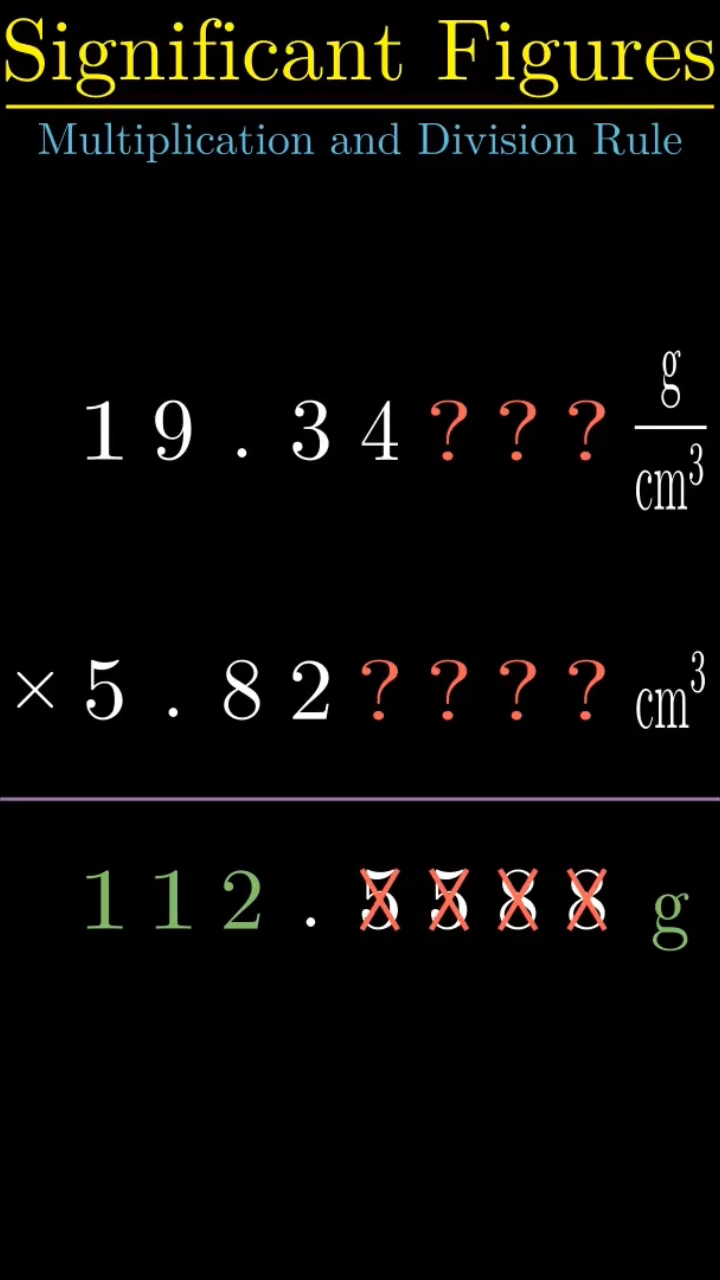 Significant Figures
Multiplication and Division Rule
19.34??? g/cm³
×5.82???? cm³
112.5588 g